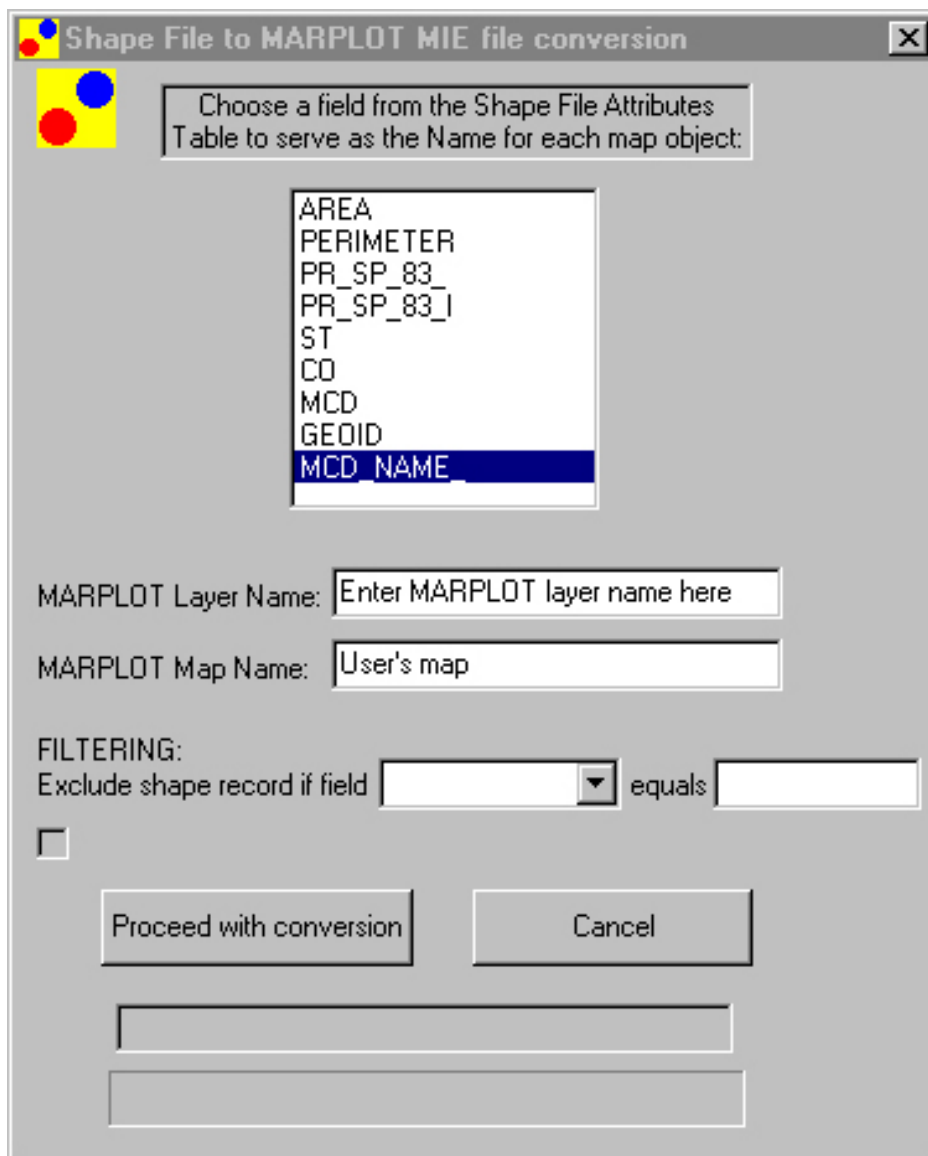 Shape File to MARPLOT MIE file conversion
Choose a field from the Shape File Attributes
Table to serve as the Name for each map object:
AREA
PERIMETER
PR_SP_83_
PR_SP_83_I
ST
CO
MCD
GEOID
MCD_NAME_
MARPLOT Layer Name: Enter MARPLOT layer name here
MARPLOT Map Name: User's map
FILTERING:
Exclude shape record if field equals
Proceed with conversion Cancel